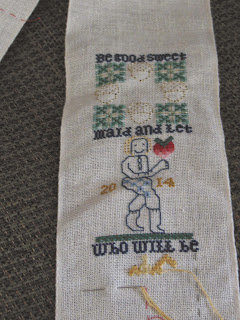 Be good sweet
maid and let
20 14
who will be